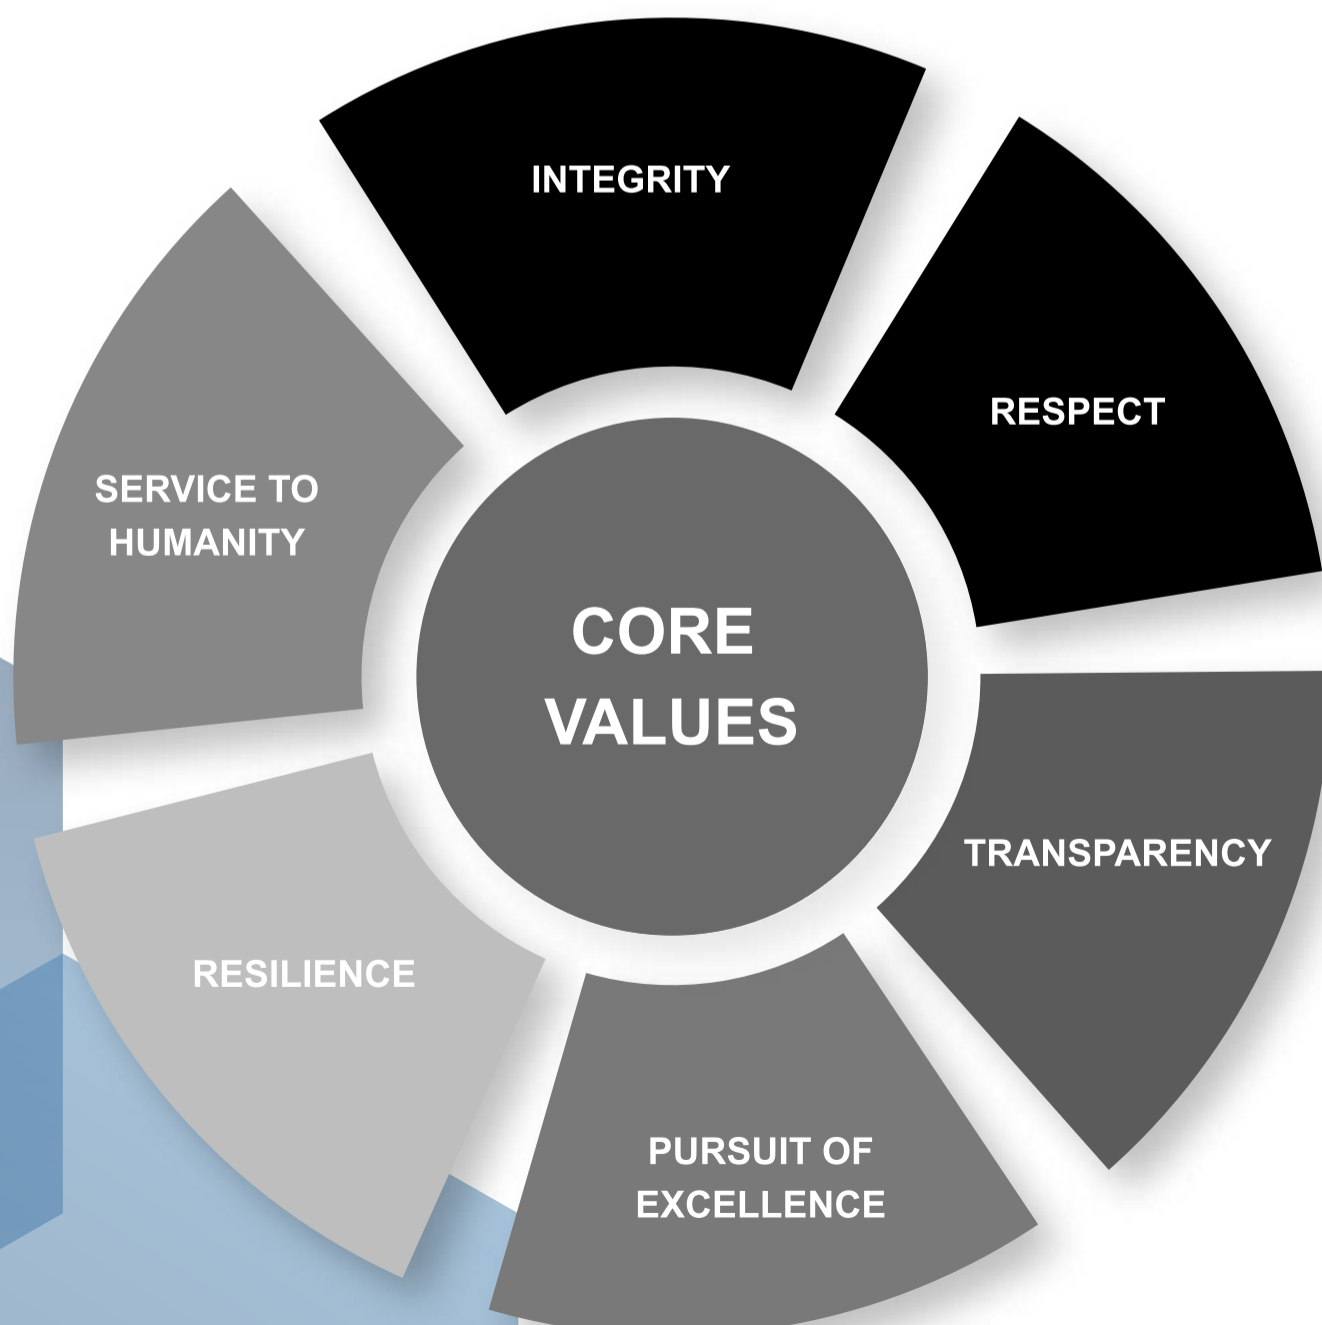 INTEGRITY
RESPECT
SERVICE TO
HUMANITY
CORE
VALUES
TRANSPARENCY
RESILIENCE
PURSUIT OF
EXCELLENCE